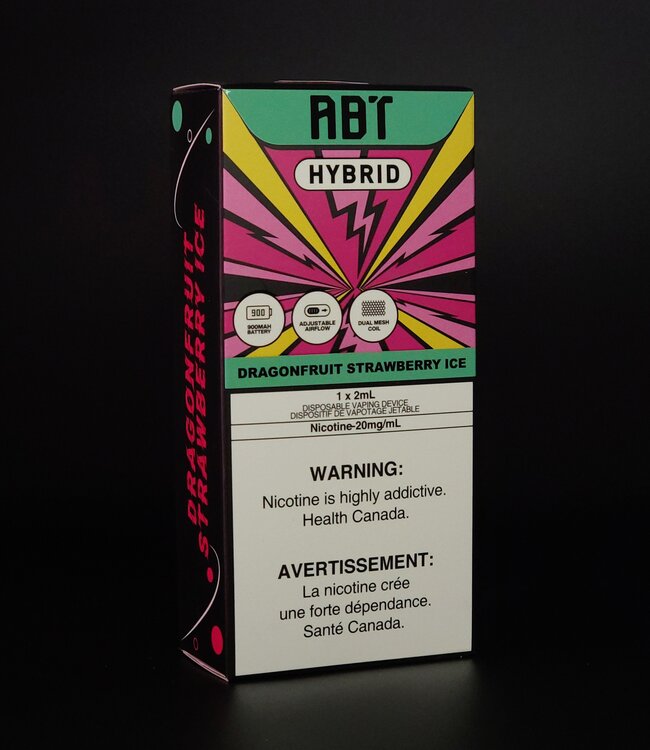 ABT
HYBRID
900
900MAH
BATTERY
ADJUSTABLE
AIRFLOW
DUAL MESH
COIL
DRAGONFRUIT STRAWBERRY ICE
1 x 2mL
DISPOSABLE VAPING DEVICE
DISPOSITIF DE VAPOTAGE JETABLE
Nicotine-20mg/mL
WARNING:
Nicotine is highly addictive.
Health Canada.
AVERTISSEMENT:
La nicotine crée
une forte dépendance.
Santé Canada.
DRAGONFRUIT
STRAWBERRY ICE